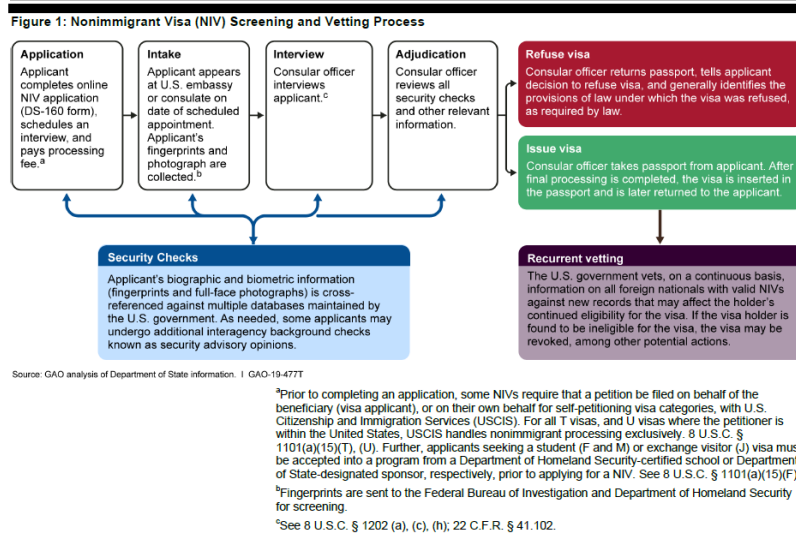 Figure 1: Nonimmigrant Visa (NIV) Screening and Vetting Process
Application
Applicant
completes online
NIV application
(DS-160 form),
schedules an
interview, and
pays processing
fee.a
Intake
Applicant appears
at U.S. embassy
or consulate on
date of scheduled
appointment.
Applicant's
fingerprints and
photograph are
collected.b
Interview
Consular officer
interviews
applicant.c
Adjudication
Consular officer
reviews all
security checks
and other relevant
information.
Refuse visa
Consular officer returns passport, tells applicant
decision to refuse visa, and generally identifies the
provisions of law under which the visa was refused,
as required by law.
Issue visa
Consular officer takes passport from applicant. After
final processing is completed, the visa is inserted in
the passport and is later returned to the applicant.
Security Checks
Applicant's biographic and biometric information
(fingerprints and full-face photographs) is cross-
referenced against multiple databases maintained by
the U.S. government. As needed, some applicants may
undergo additional interagency background checks
known as security advisory opinions.
Recurrent vetting
The U.S. government vets, on a continuous basis,
information on all foreign nationals with valid NIVs
against new records that may affect the holder's
continued eligibility for the visa. If the visa holder is
found to be ineligible for the visa, the visa may be
revoked, among other potential actions.
Source: GAO analysis of Department of State information. I GAO-19-477T
aPrior to completing an application, some NIVs require that a petition be filed on behalf of the
beneficiary (visa applicant), or on their own behalf for self-petitioning visa categories, with U.S.
Citizenship and Immigration Services (USCIS). For all T visas, and U visas where the petitioner is
within the United States, USCIS handles nonimmigrant processing exclusively. 8 U.S.C. §
1101(a)(15)(T), (U). Further, applicants seeking a student (F and M) or exchange visitor (J) visa must
be accepted into a program from a Department of Homeland Security-certified school or Department
of State-designated sponsor, respectively, prior to applying for a NIV. See 8 U.S.C. § 1101(a)(15)(F)
bFingerprints are sent to the Federal Bureau of Investigation and Department of Homeland Security
for screening.
cSee 8 U.S.C. § 1202 (a), (c), (h); 22 C.F.R. § 41.102.